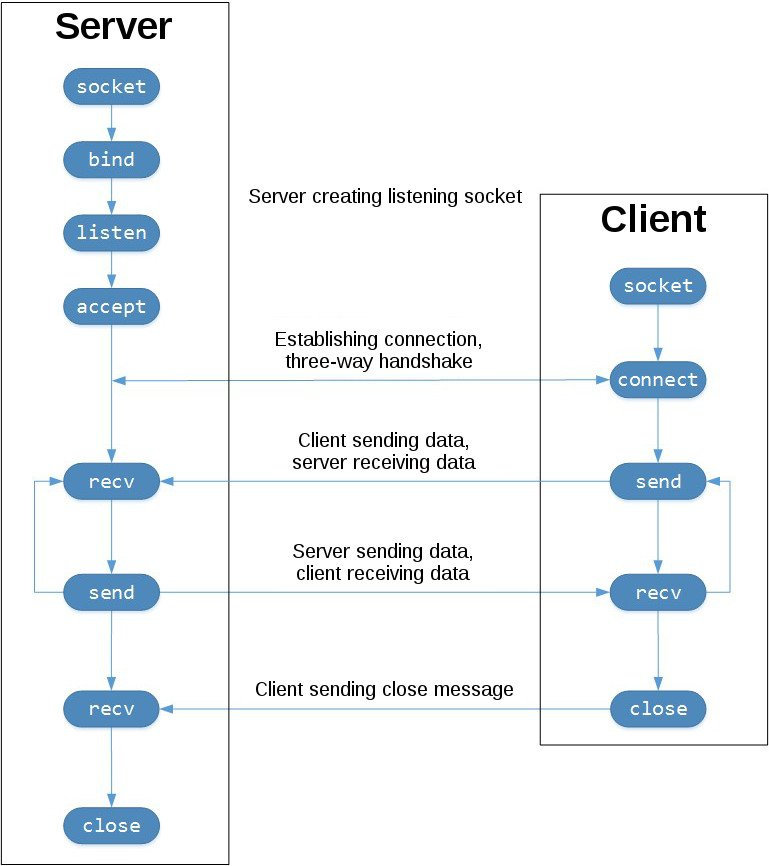 Server
socket
bind
listen
accept
Server creating listening socket
Client
socket
Establishing connection,
three-way handshake
connect
Client sending data,
server receiving data
recv
send
Server sending data,
client receiving data
send
recv
Client sending close message
recv
close
close